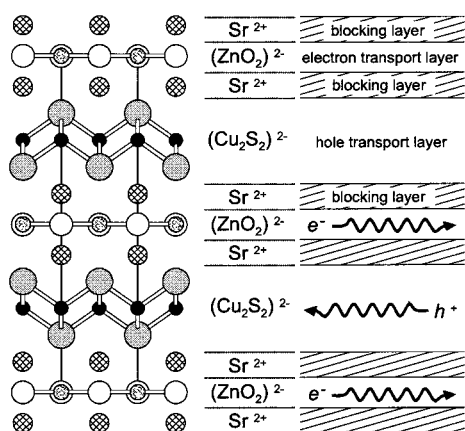 Sr ²⁺ blocking layer
(ZnO₂) ²⁻ electron transport layer
Sr ²⁺ blocking layer
(Cu₂S₂) ²⁻ hole transport layer
Sr ²⁺ blocking layer
(ZnO₂) ²⁻ e⁻
Sr ²⁺
(Cu₂S₂) ²⁻ h⁺
Sr ²⁺
(ZnO₂) ²⁻ e⁻
Sr ²⁺